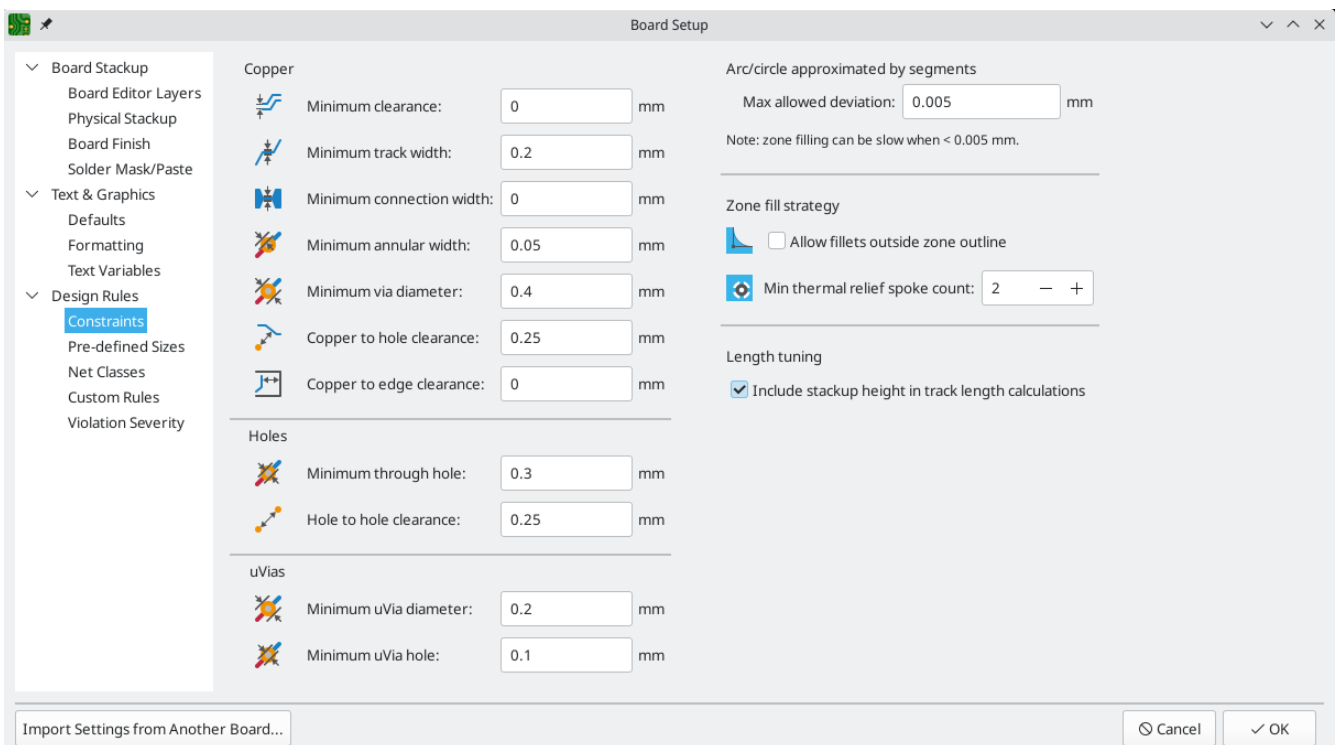 Board Setup
Board Stackup
Board Editor Layers
Physical Stackup
Board Finish
Solder Mask/Paste
Text & Graphics
Defaults
Formatting
Text Variables
Design Rules
Constraints
Pre-defined Sizes
Net Classes
Custom Rules
Violation Severity
Copper
Minimum clearance: 0 mm
Minimum track width: 0.2 mm
Minimum connection width: 0 mm
Minimum annular width: 0.05 mm
Minimum via diameter: 0.4 mm
Copper to hole clearance: 0.25 mm
Copper to edge clearance: 0 mm
Holes
Minimum through hole: 0.3 mm
Hole to hole clearance: 0.25 mm
uVias
Minimum uVia diameter: 0.2 mm
Minimum uVia hole: 0.1 mm
Arc/circle approximated by segments
Max allowed deviation: 0.005 mm
Note: zone filling can be slow when < 0.005 mm.
Zone fill strategy
Allow fillets outside zone outline
Min thermal relief spoke count: 2 − +
Length tuning
Include stackup height in track length calculations
Import Settings from Another Board... Cancel OK